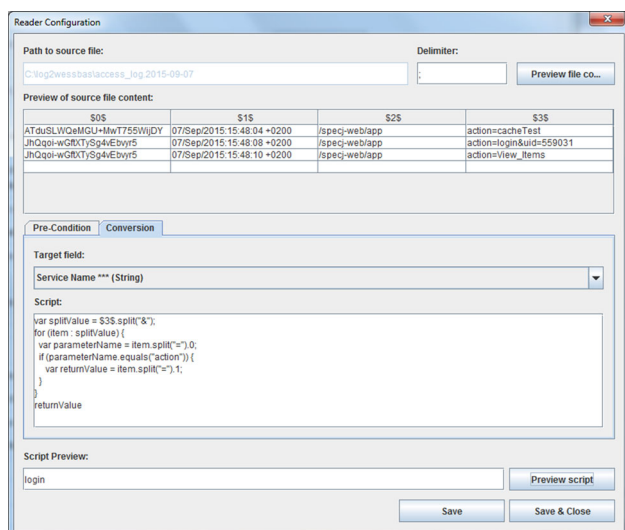 Reader Configuration
Path to source file: Delimiter:
C:\log2wessbas\access_log.2015-09-07 ; Preview file co...
Preview of source file content:
$0$ $1$ $2$ $3$
ATduSLWQeMGU+MwT755WijDY 07/Sep/2015:15:48:04 +0200 /specj-web/app action=cacheTest
JhQqoi-wGftXTySg4vEbvyr5 07/Sep/2015:15:48:08 +0200 /specj-web/app action=login&uid=559031
JhQqoi-wGftXTySg4vEbvyr5 07/Sep/2015:15:48:10 +0200 /specj-web/app action=View_Items
Pre-Condition Conversion
Target field:
Service Name *** (String)
Script:
var splitValue = $3$.split("&");
for (item : splitValue) {
var parameterName = item.split("=").0;
if (parameterName.equals("action")) {
var returnValue = item.split("=").1;
}
}
returnValue
Script Preview:
login Preview script
Save Save & Close